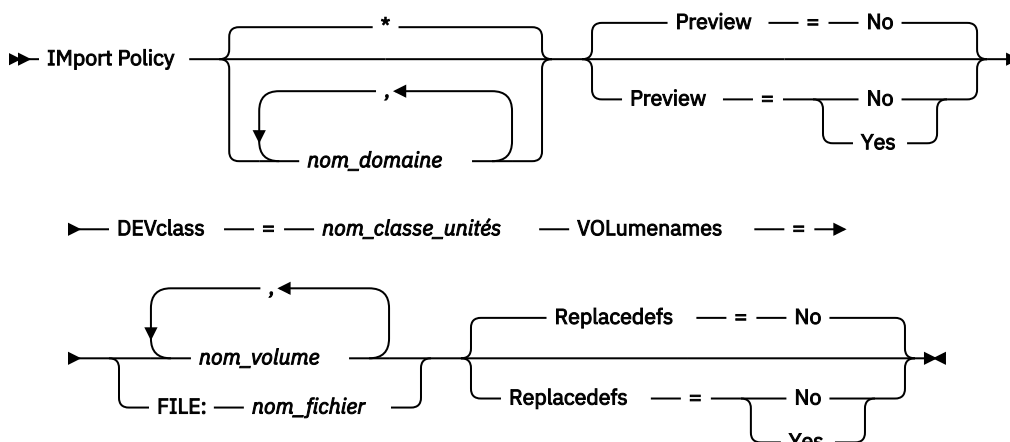 *
Preview = No
IMport Policy
,
Preview = No
Yes
nom_domaine
DEVclass = nom_classe_unités VOLumenames =
,
Replacedefs = No
nom_volume
FILE: nom_fichier
Replacedefs = No
Yes